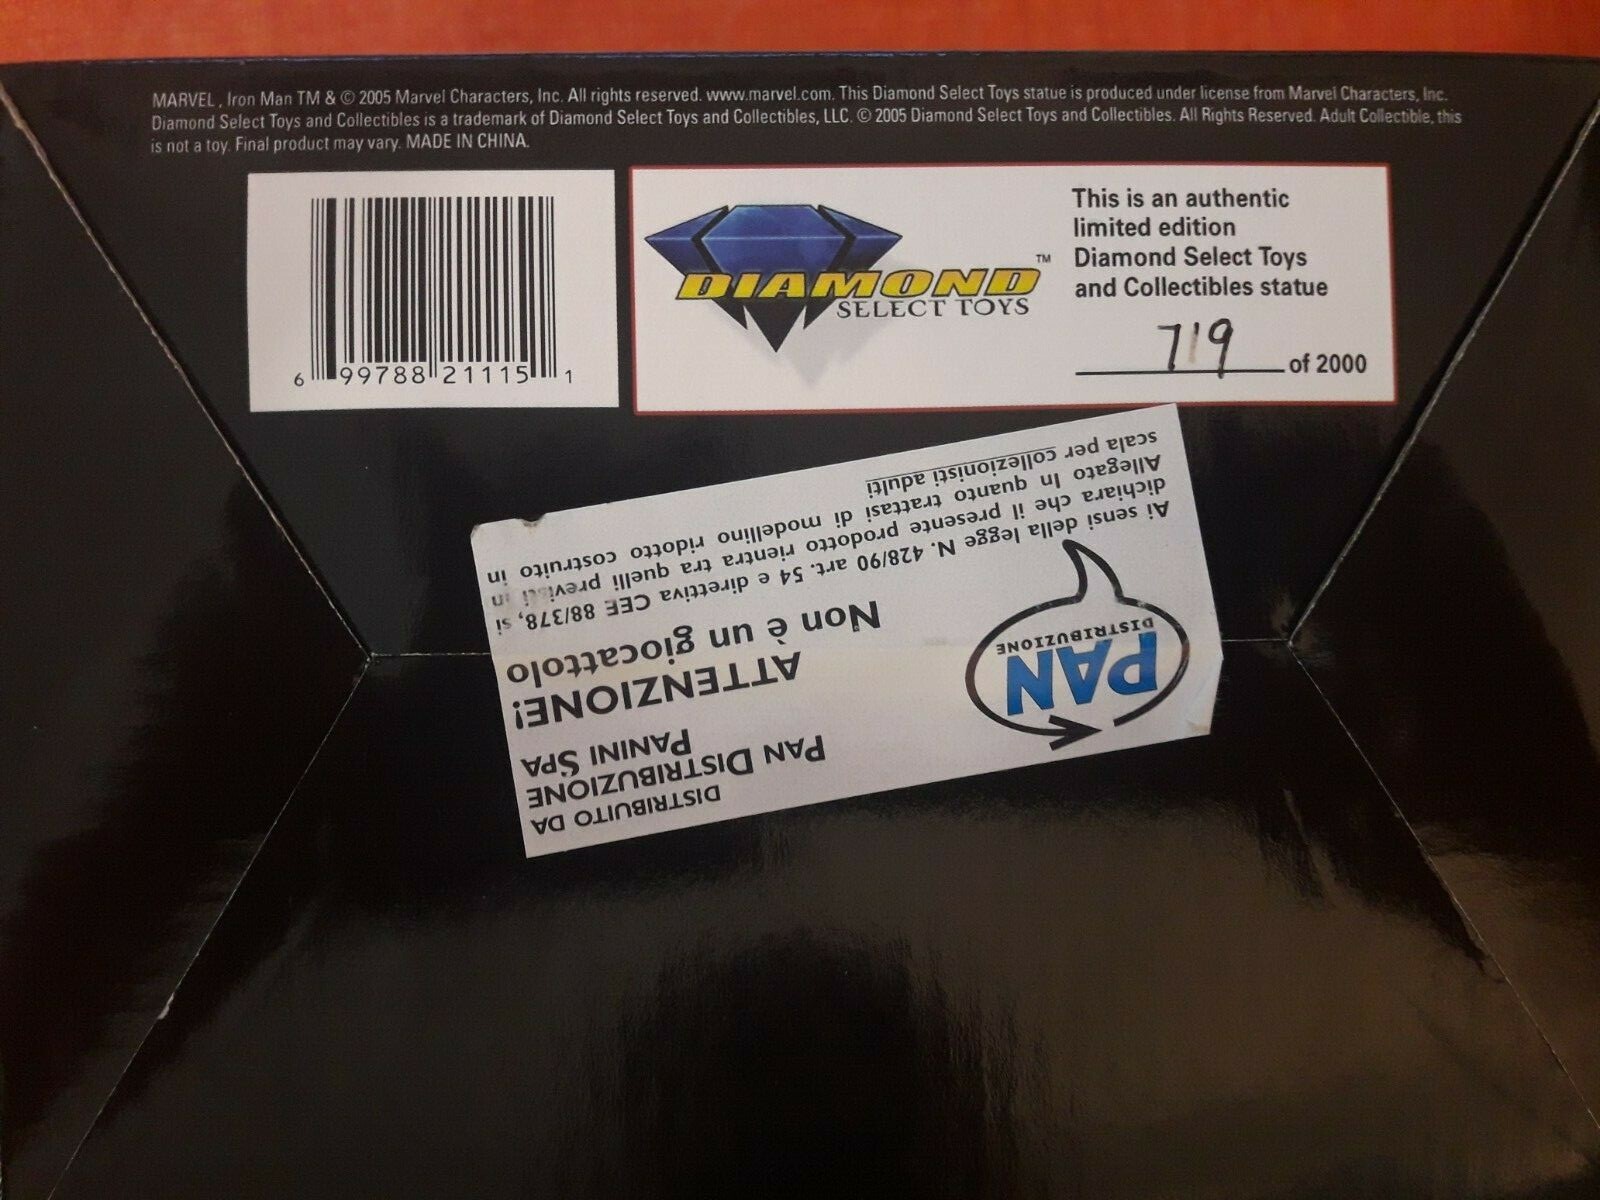 MARVEL, Iron Man TM & © 2005 Marvel Characters, Inc. All rights reserved. www.marvel.com. This Diamond Select Toys statue is produced under license from Marvel Characters, Inc.
Diamond Select Toys and Collectibles is a trademark of Diamond Select Toys and Collectibles, LLC. © 2005 Diamond Select Toys and Collectibles. All Rights Reserved. Adult Collectible, this
is not a toy. Final product may vary. MADE IN CHINA.
6 99788 21115 1
DIAMOND TM
SELECT TOYS
This is an authentic
limited edition
Diamond Select Toys
and Collectibles statue
719 of 2000
DISTRIBUITO DA
PAN DISTRIBUZIONE
PANINI SPA
PAN
DISTRIBUZIONE
ATTENZIONE!
Non è un giocattolo
Ai sensi della legge N. 428/90 art. 54 e direttiva CEE 88/378, si
dichiara che il presente prodotto rientra tra quelli previsti in
Allegato In quanto trattasi di modellino ridotto costruito in
scala per collezionisti adulti